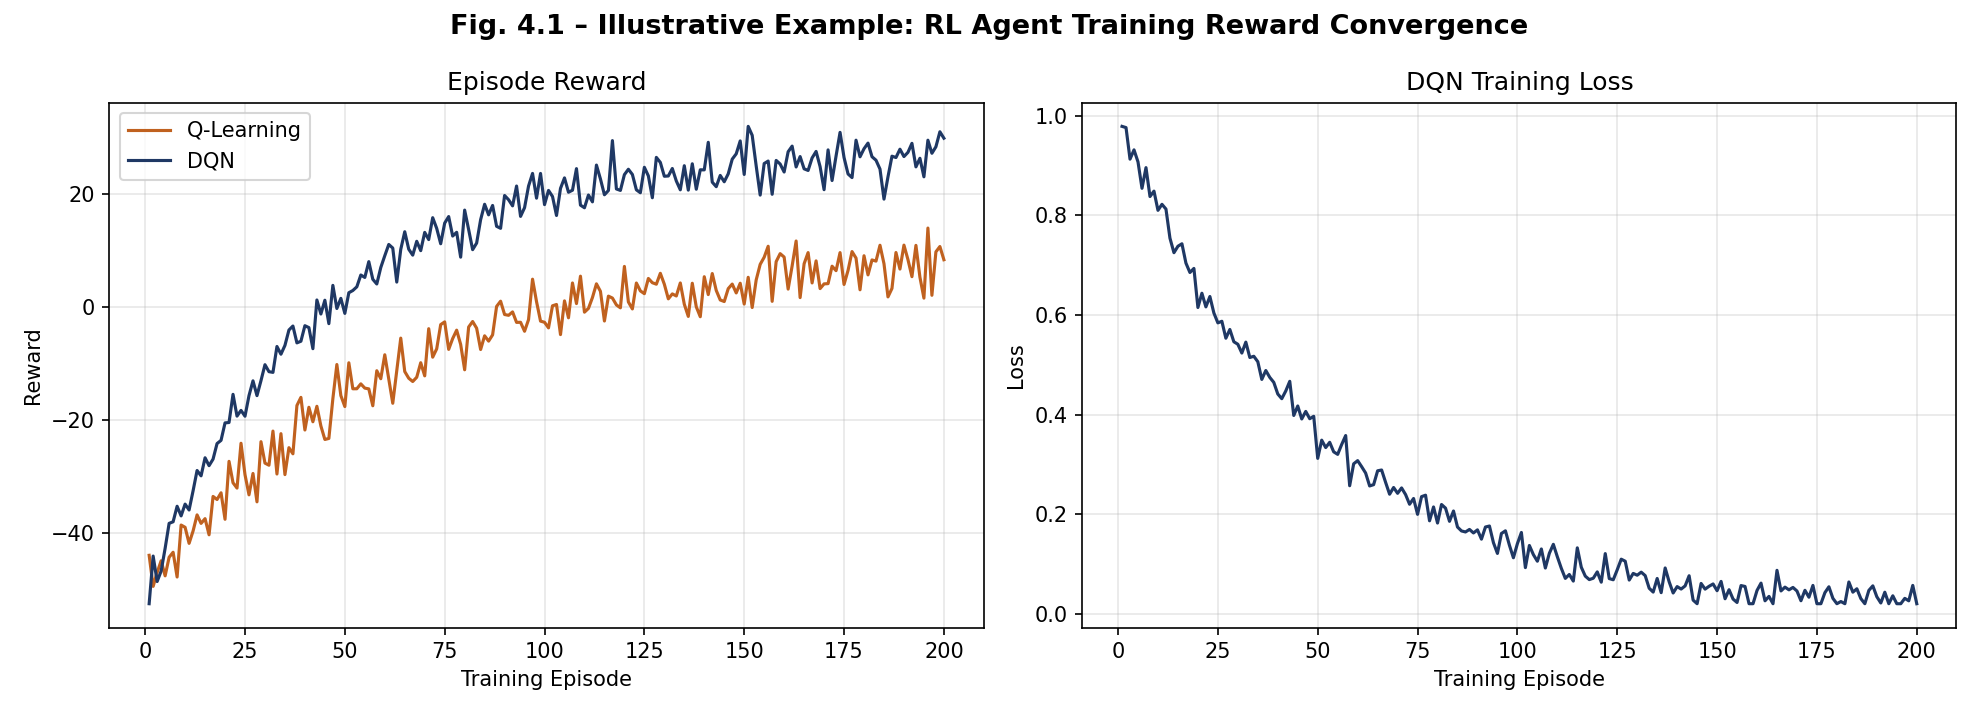 Fig. 4.1 – Illustrative Example: RL Agent Training Reward Convergence
Episode Reward
Q-Learning
DQN
20
0
−20
−40
Reward
0 25 50 75 100 125 150 175 200
Training Episode
DQN Training Loss
1.0
0.8
0.6
0.4
0.2
0.0
Loss
0 25 50 75 100 125 150 175 200
Training Episode